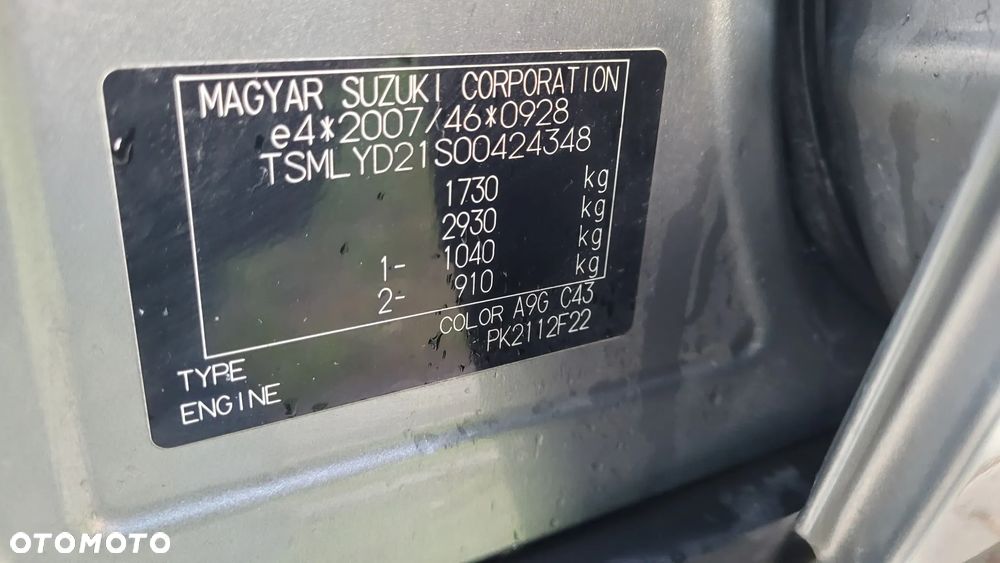 MAGYAR SUZUKI CORPORATION
e4*2007/46*0928
TSMLYD21S00424348
1730 kg
2930 kg
1- 1040 kg
2- 910 kg
COLOR A9G C43
PK2112F22
TYPE
ENGINE
OTOMOTO